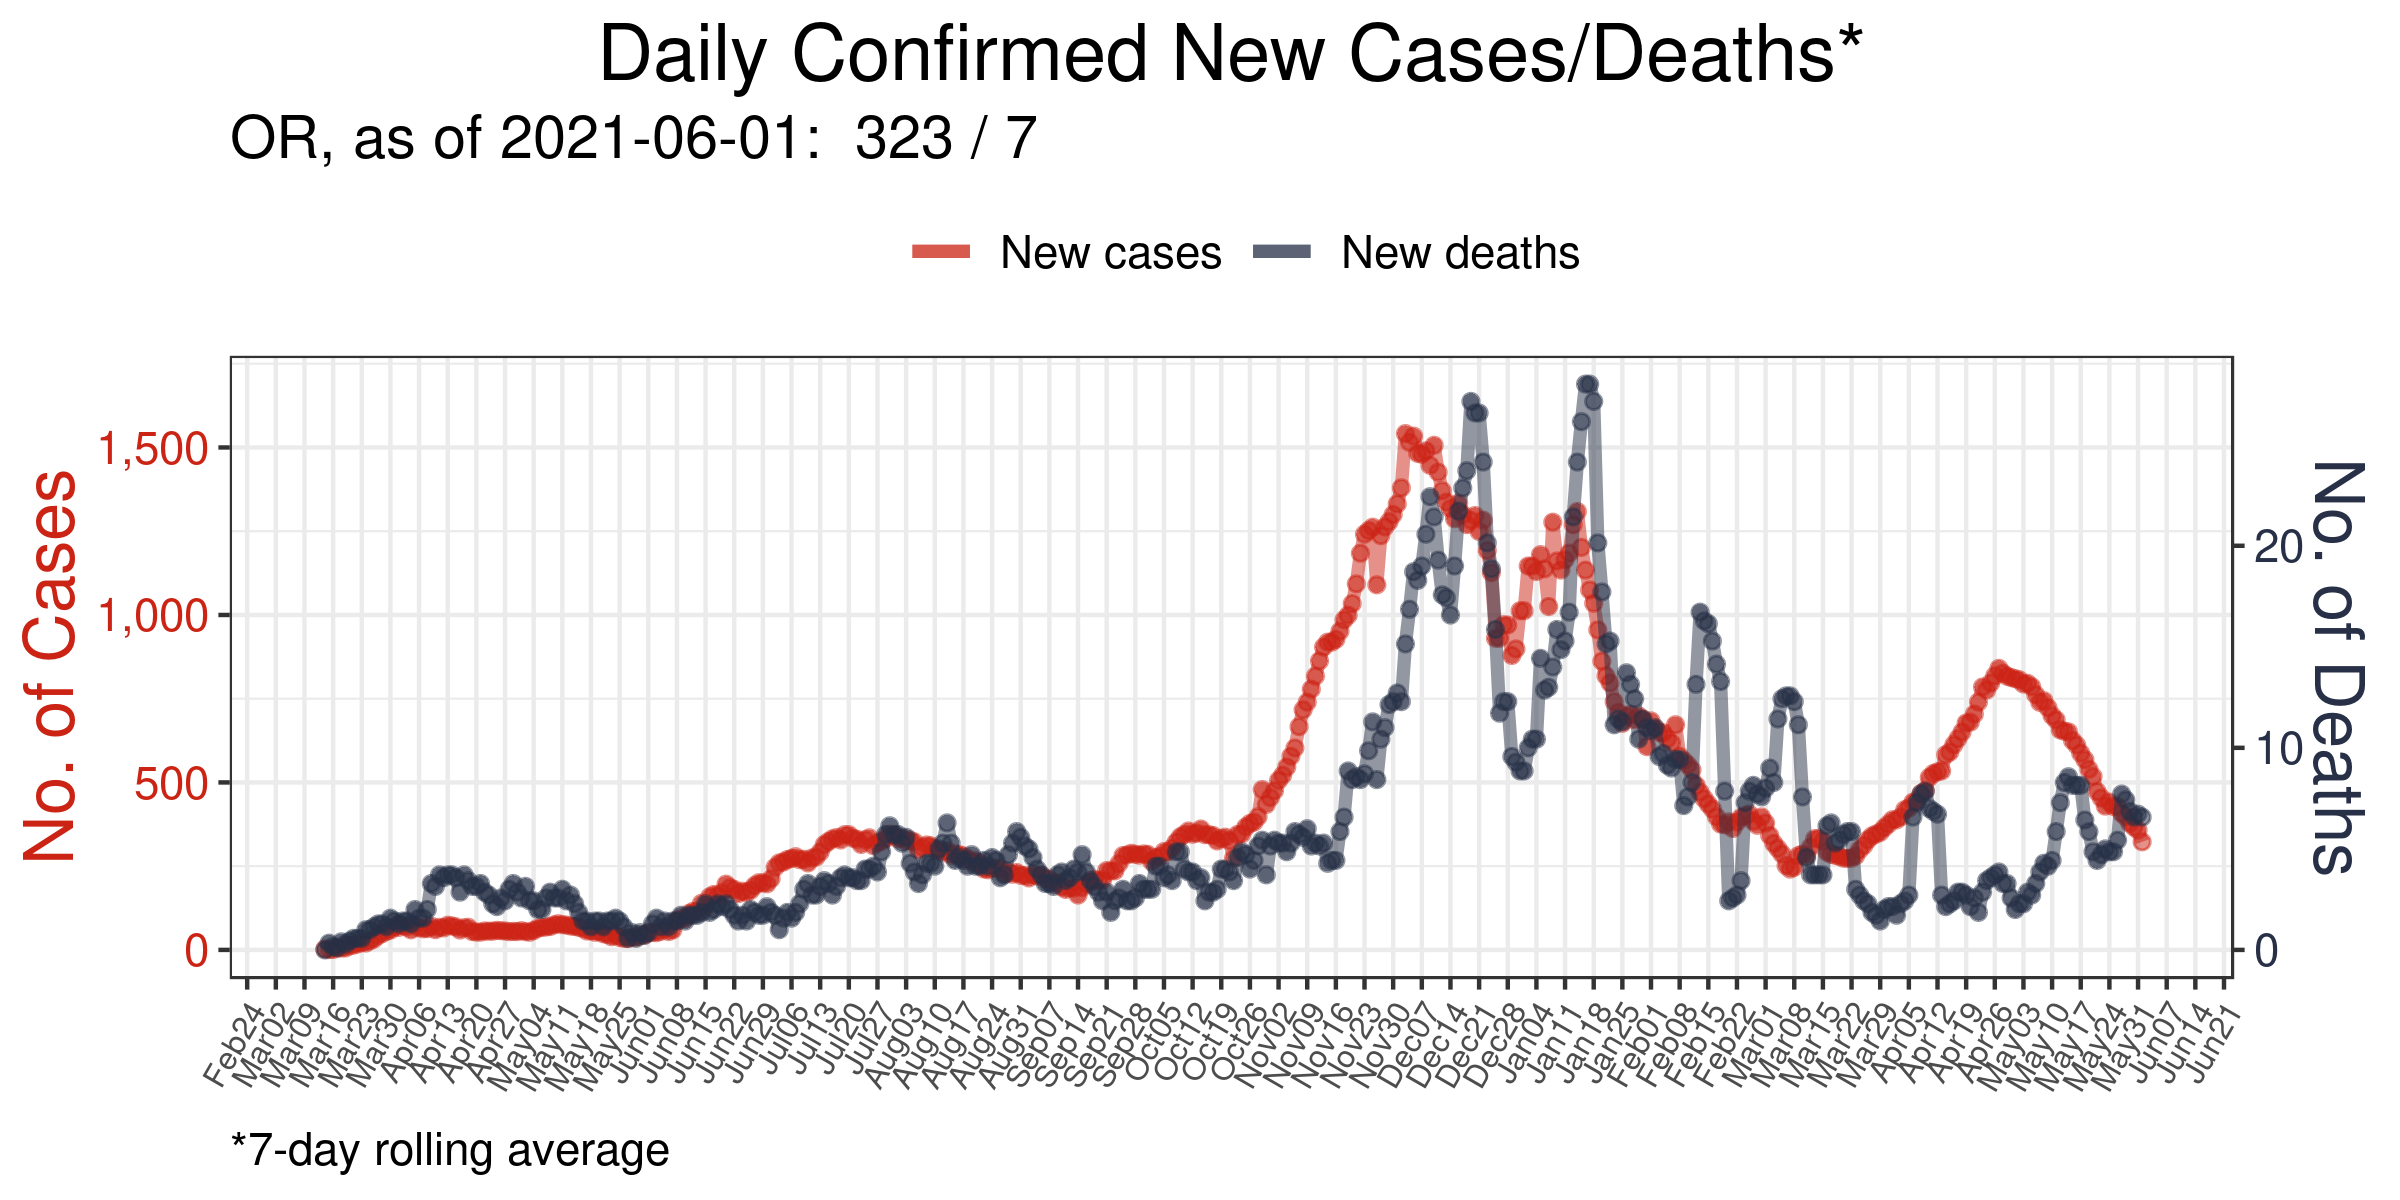 Daily Confirmed New Cases/Deaths*
OR, as of 2021-06-01: 323 / 7
New cases New deaths
No. of Cases
1,500
1,000
500
0
No. of Deaths
20
10
0
Feb24 Mar02 Mar09 Mar16 Mar23 Mar30 Apr06 Apr13 Apr20 Apr27 May04 May11 May18 May25 Jun01 Jun08 Jun15 Jun22 Jun29 Jul06 Jul13 Jul20 Jul27 Aug03 Aug10 Aug17 Aug24 Aug31 Sep07 Sep14 Sep21 Sep28 Oct05 Oct12 Oct19 Oct26 Nov02 Nov09 Nov16 Nov23 Nov30 Dec07 Dec14 Dec21 Dec28 Jan04 Jan11 Jan18 Jan25 Feb01 Feb08 Feb15 Feb22 Mar01 Mar08 Mar15 Mar22 Mar29 Apr05 Apr12 Apr19 Apr26 May03 May10 May17 May24 May31 Jun07 Jun14 Jun21
*7-day rolling average